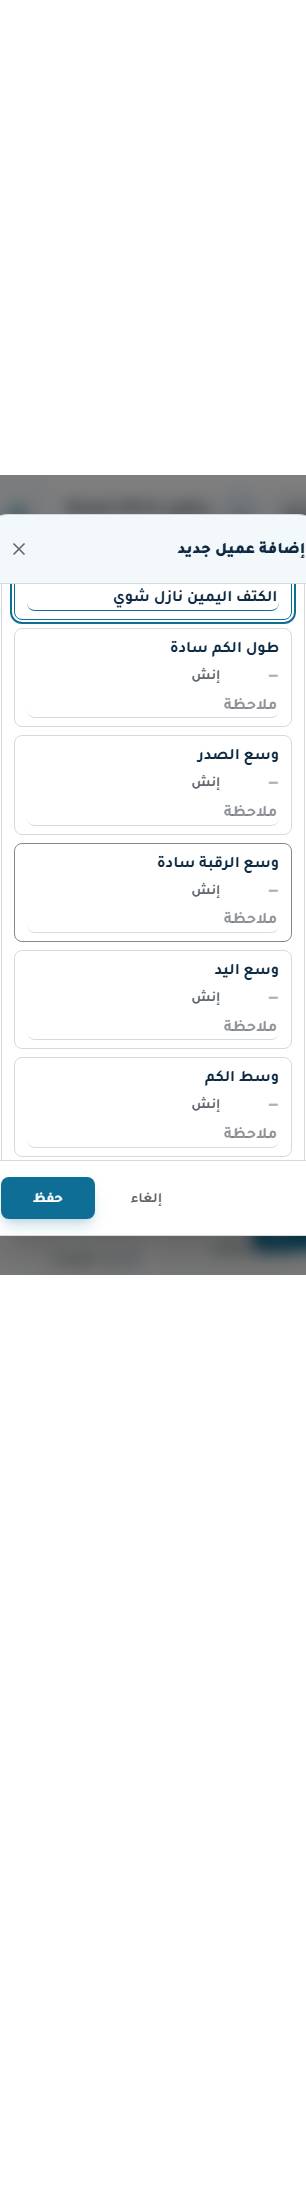 إضافة عميل جديد
الكتف اليمين نازل شوي
طول الكم سادة
— إنش
ملاحظة
وسع الصدر
— إنش
ملاحظة
وسع الرقبة سادة
— إنش
ملاحظة
وسع اليد
— إنش
ملاحظة
وسط الكم
— إنش
ملاحظة
إلغاء
حفظ